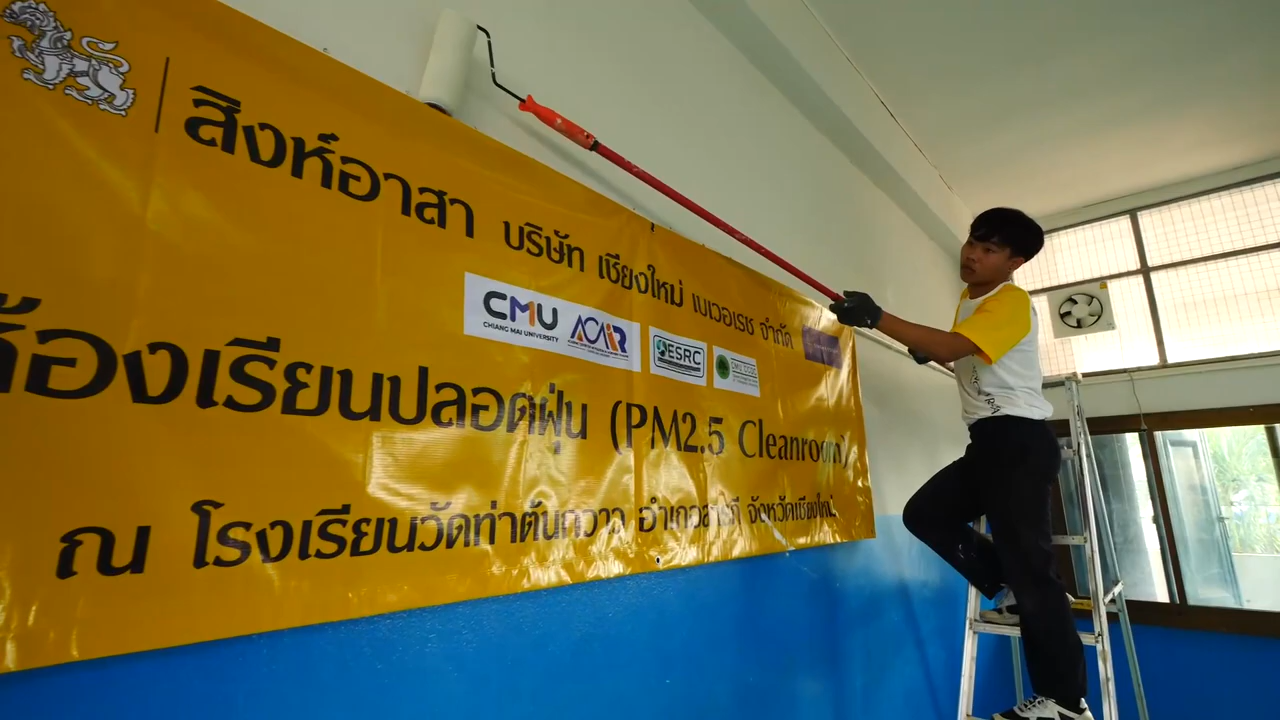 สิงห์อาสา บริษัท เชียงใหม่ เบเวอเรช จำกัด
CMU
CHIANG MAI UNIVERSITY
ACAIR
ESRC
CMU CCDC
ห้องเรียนปลอดฝุ่น (PM2.5 Cleanroom)
ณ โรงเรียนวัดท่าต้นกวาว อำเภอสารภี จังหวัดเชียงใหม่